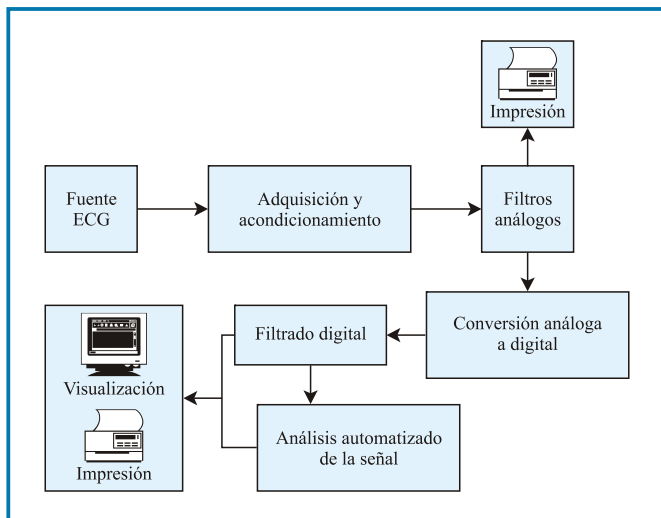 Impresión
Fuente
ECG
Adquisición y
acondicionamiento
Filtros
análogos
Conversión análoga
a digital
Filtrado digital
Visualización
Impresión
Análisis automatizado
de la señal